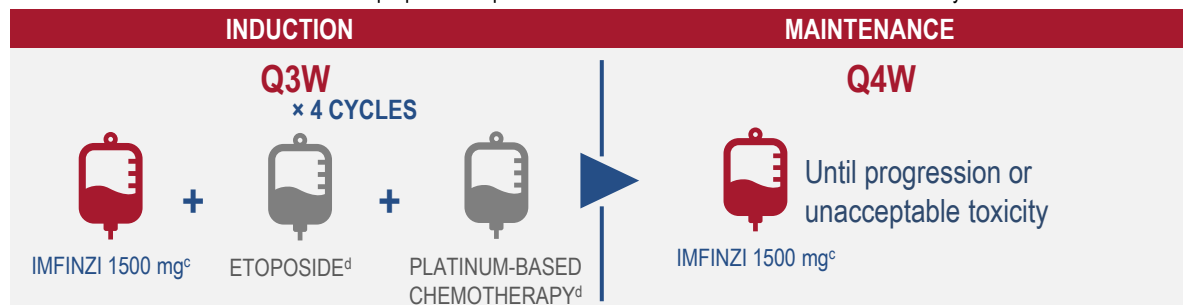 INDUCTION
MAINTENANCE
Q3W
× 4 CYCLES
Q4W
+
+
IMFINZI 1500 mgᶜ
ETOPOSIDEᵈ
PLATINUM-BASED
CHEMOTHERAPYᵈ
Until progression or
unacceptable toxicity
IMFINZI 1500 mgᶜ